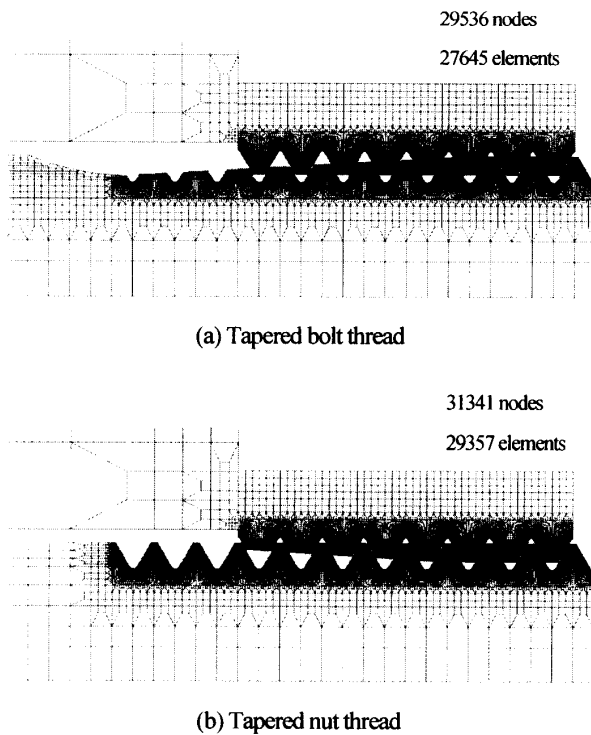 29536 nodes
27645 elements
(a) Tapered bolt thread
31341 nodes
29357 elements
(b) Tapered nut thread